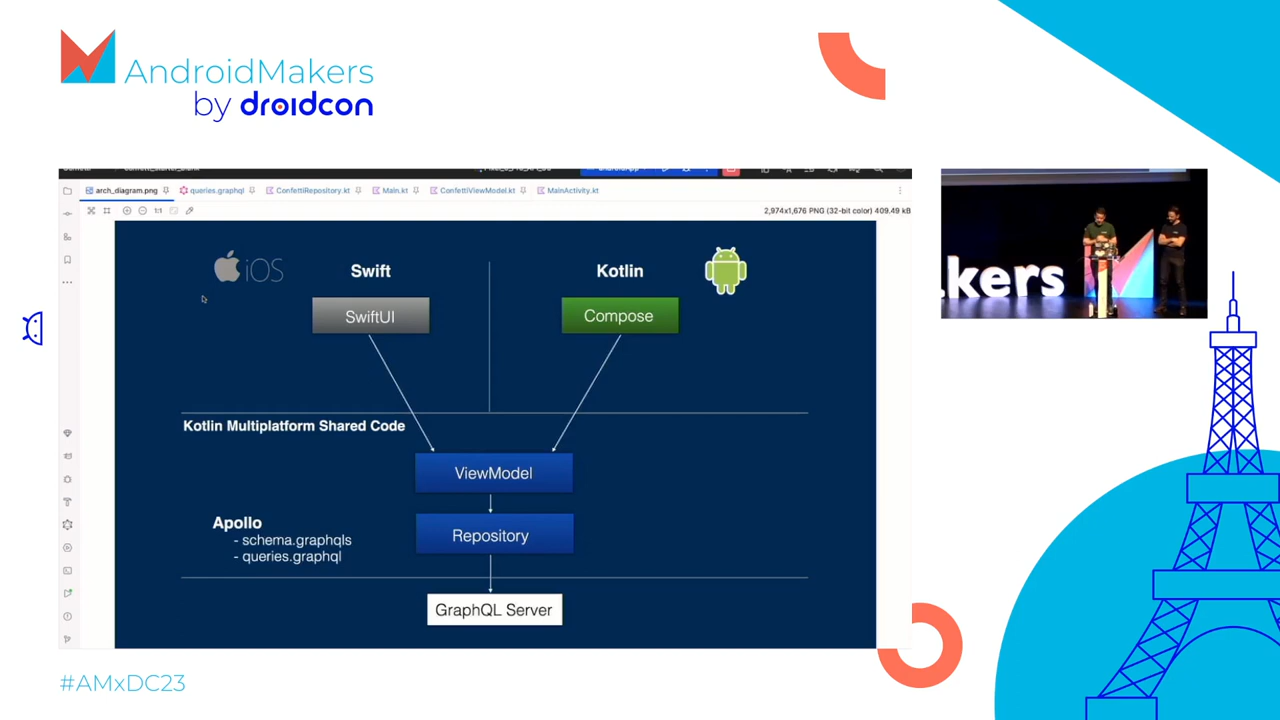 AndroidMakers
by droidcon
arch_diagram.png
queries.graphql
ConfettiRepository.kt
Main.kt
ConfettiViewModel.kt
MainActivity.kt
1:1
2,974x1,676 PNG (32-bit color) 409.49 kB
iOS
Swift
Kotlin
SwiftUI
Compose
Kotlin Multiplatform Shared Code
ViewModel
Apollo
- schema.graphqls
- queries.graphql
Repository
GraphQL Server
kers
#AMxDC23